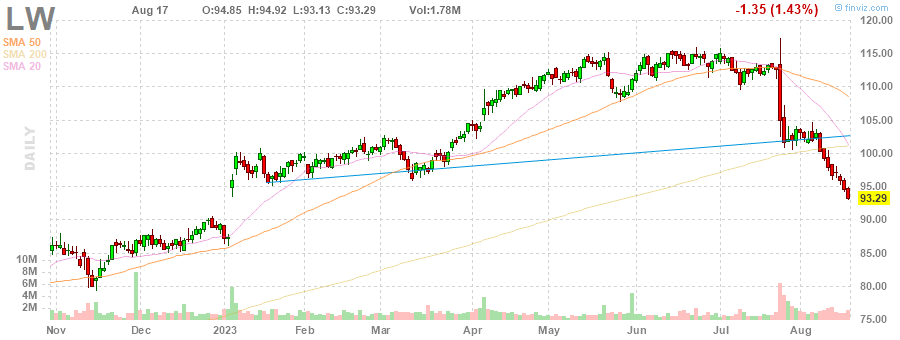 LW
Aug 17 O:94.85 H:94.92 L:93.13 C:93.29 Vol:1.78M -1.35 (1.43%)
© finviz.com
SMA 50
SMA 200
SMA 20
DAILY
120.00
115.00
110.00
105.00
100.00
95.00
93.29
90.00
85.00
80.00
75.00
10M
8M
6M
4M
2M
Nov Dec 2023 Feb Mar Apr May Jun Jul Aug